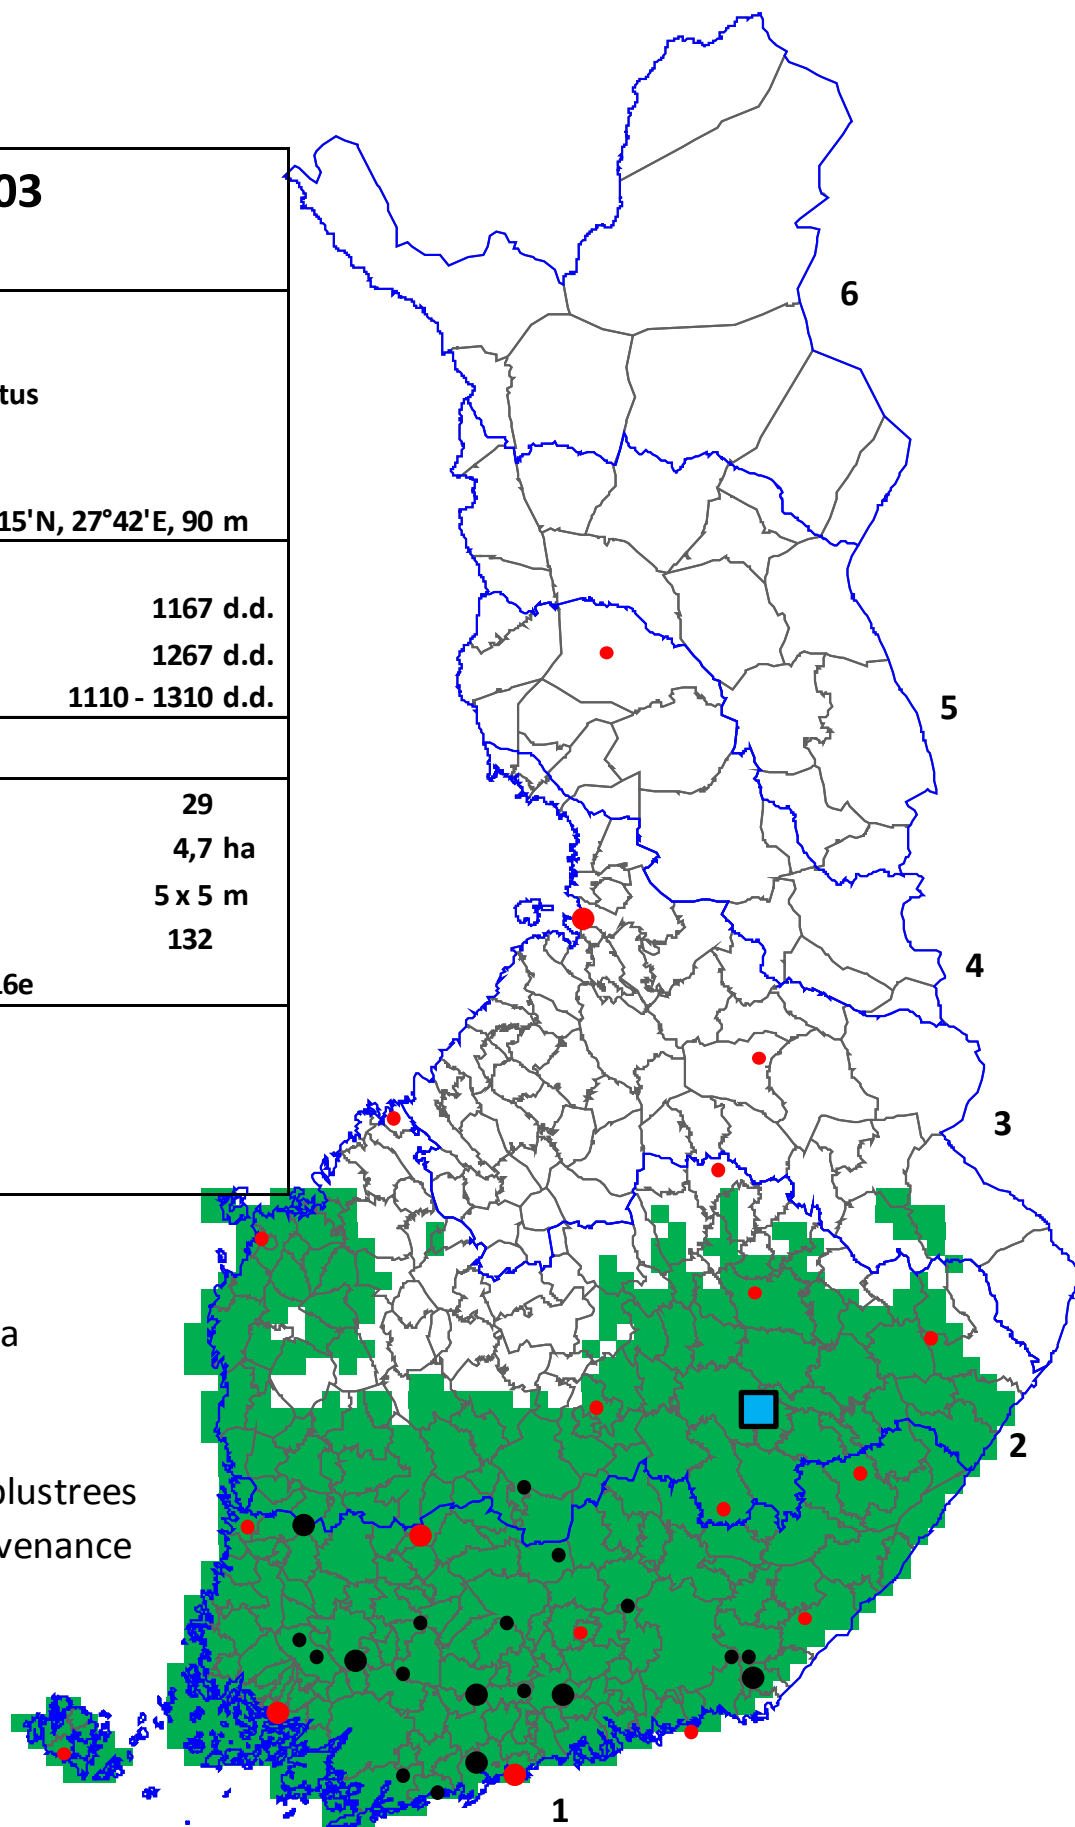 03
tus
15'N, 27°42'E, 90 m
1167 d.d.
1267 d.d.
1110 - 1310 d.d.
29
4,7 ha
5 x 5 m
132
16e
a
plustrees
venance
6
5
4
3
2
1